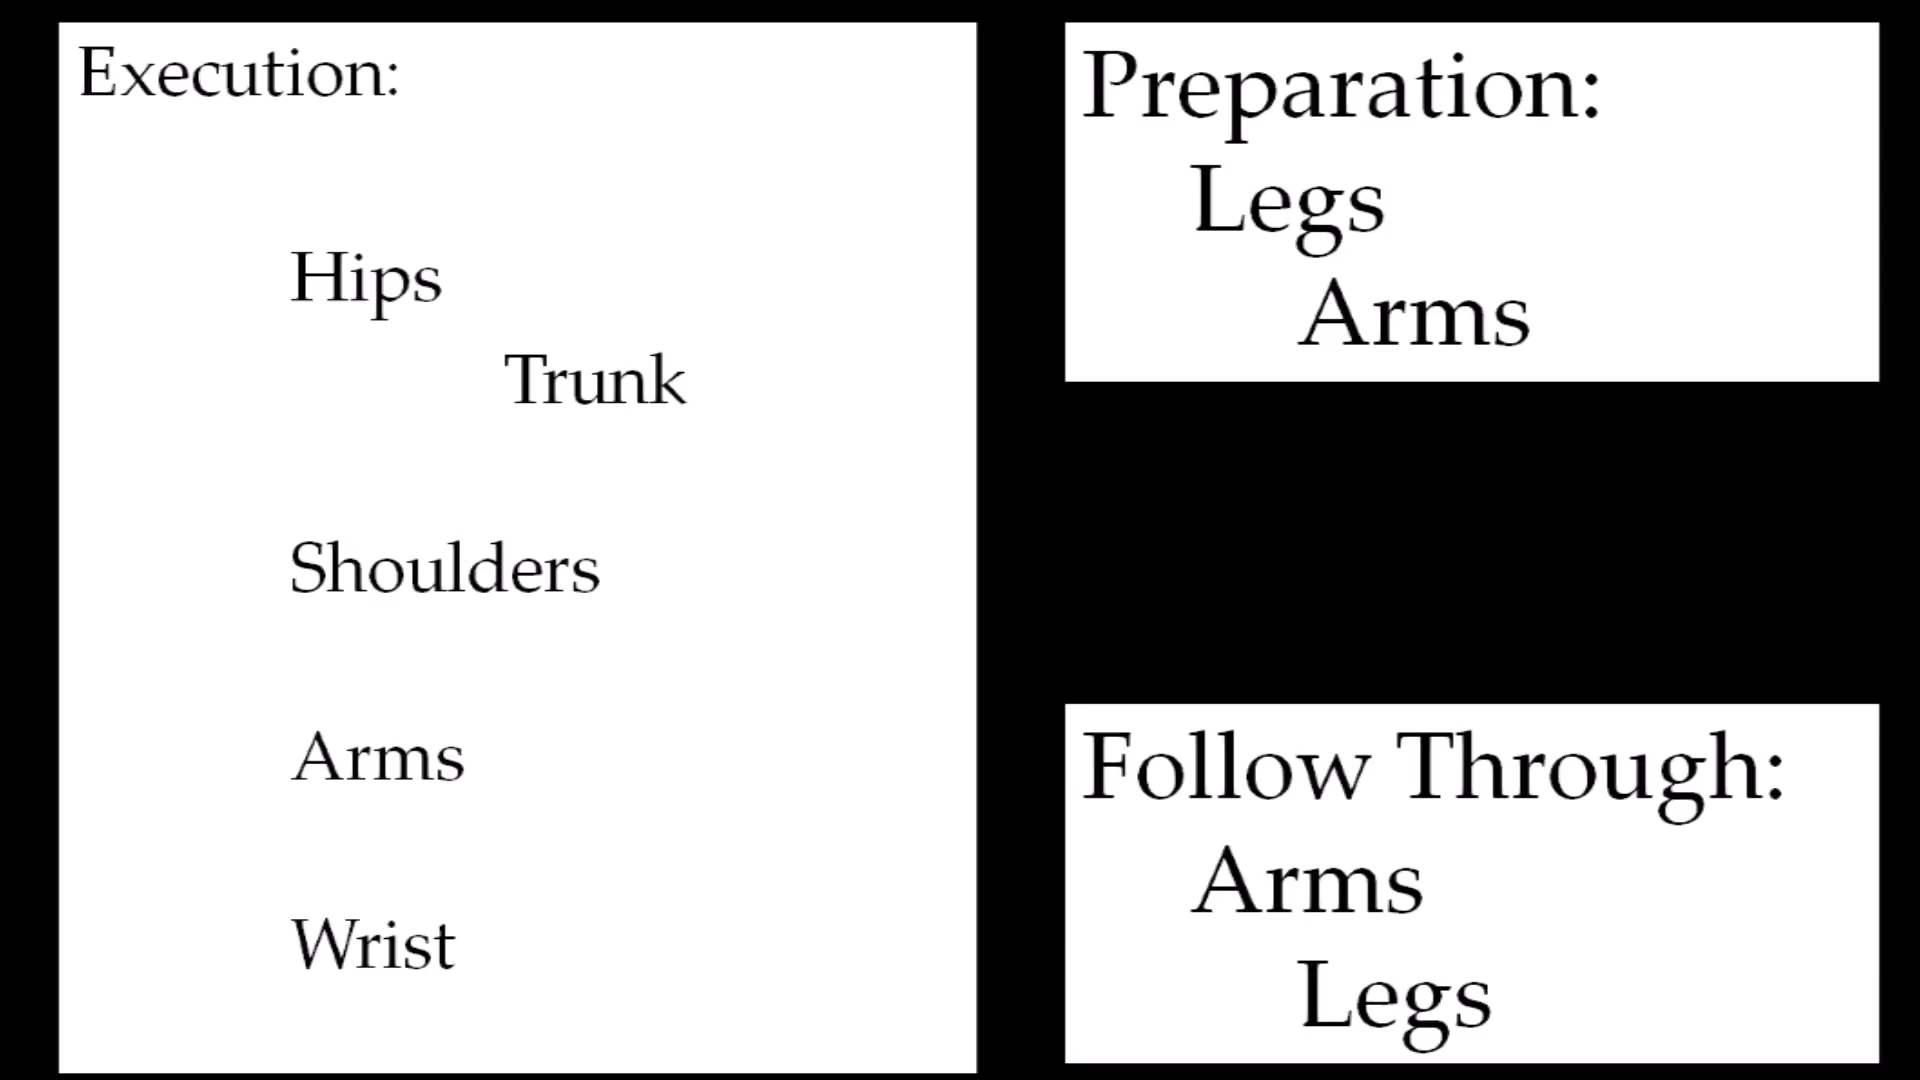 Execution:
Hips
Trunk
Shoulders
Arms
Wrist
Preparation:
Legs
Arms
Follow Through:
Arms
Legs